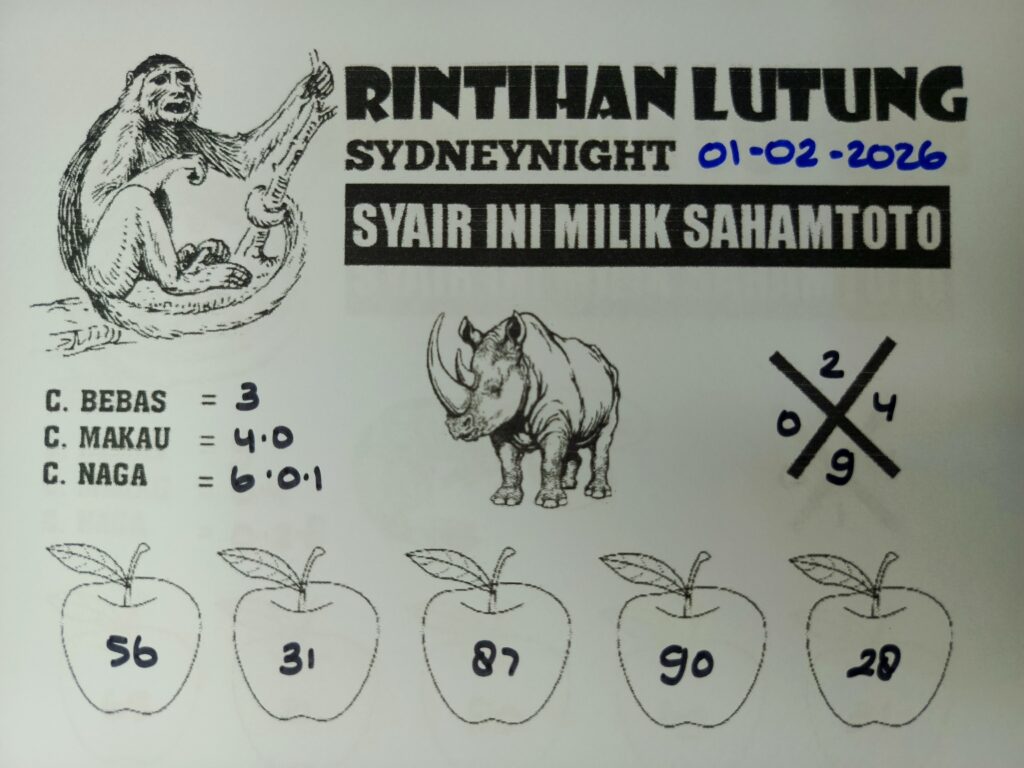 RINTIHAN LUTUNG
SYDNEYNIGHT 01-02-2026
SYAIR INI MILIK SAHAMTOTO
C. BEBAS = 3
C. MAKAU = 4.0
C. NAGA = 6.0.1
2
0 4
9
56 31 87 90 28